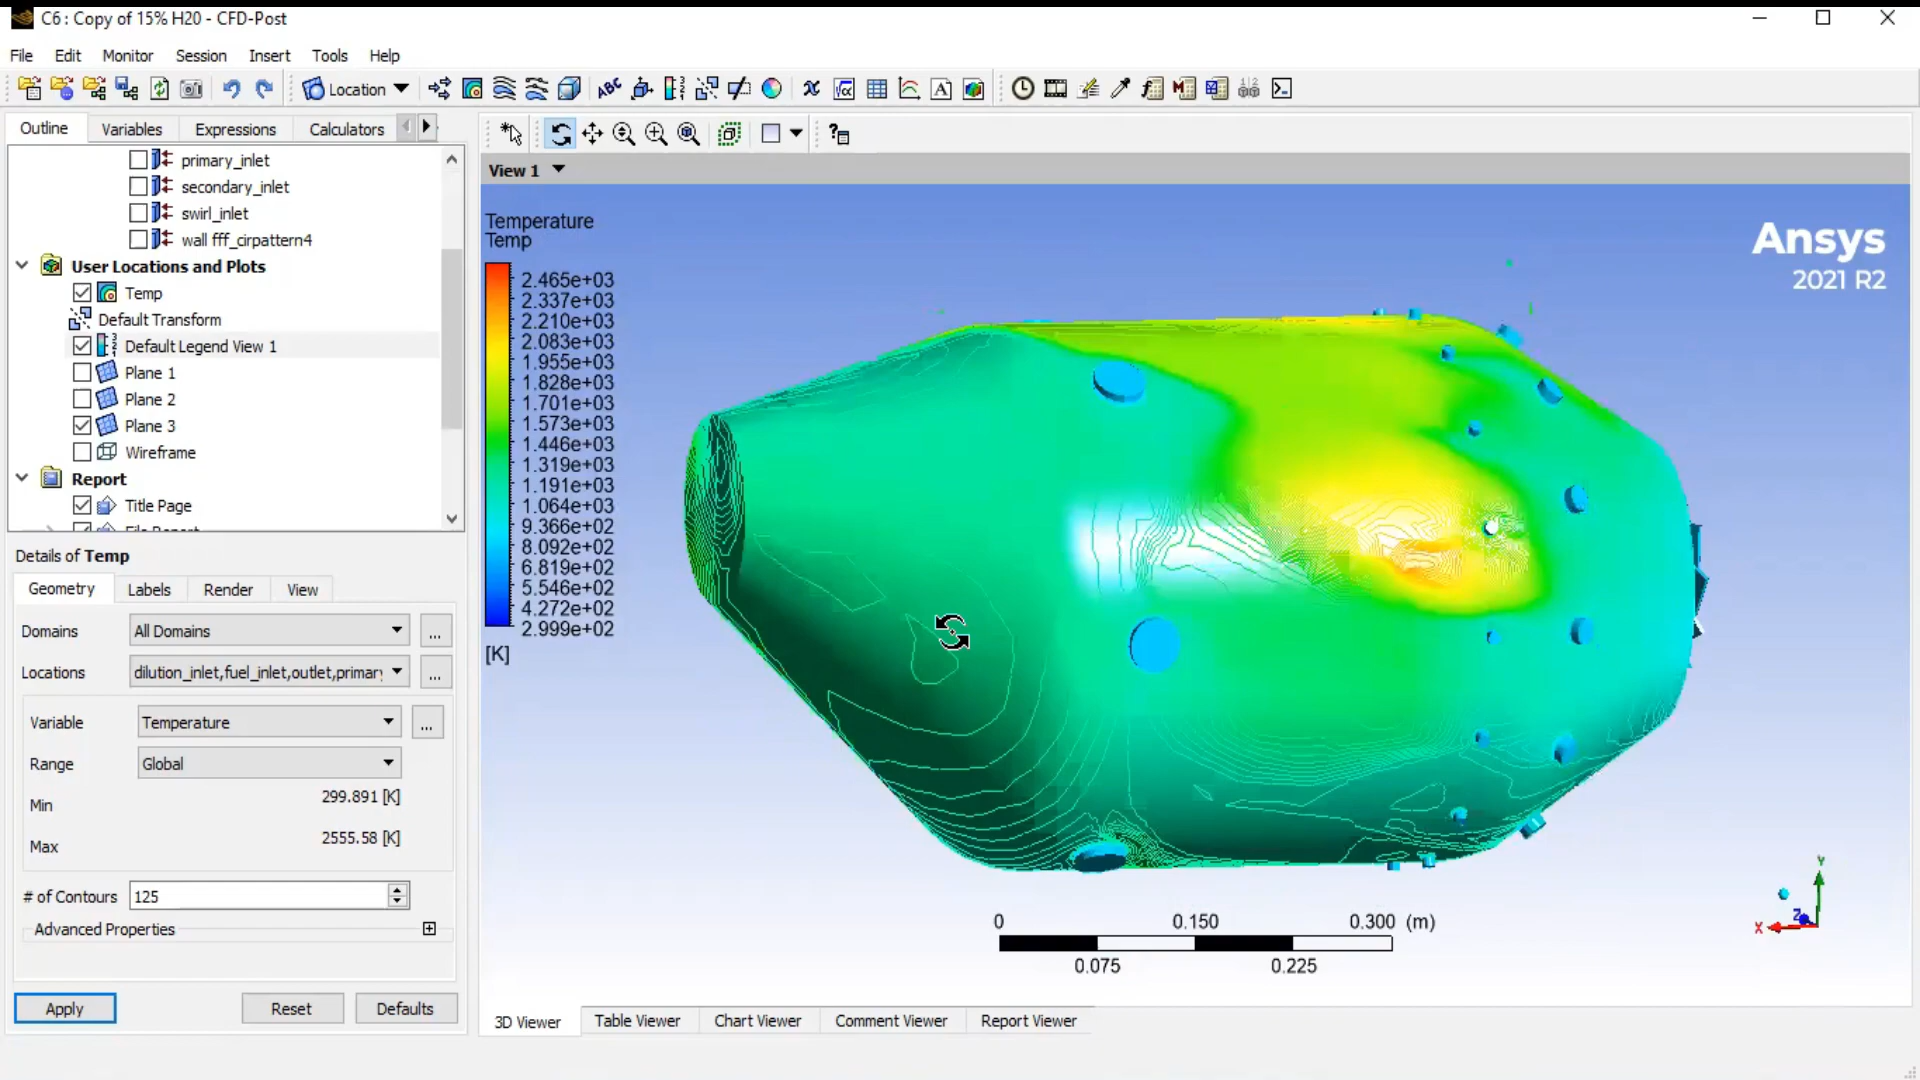 C6 : Copy of 15% H20 - CFD-Post
File Edit Monitor Session Insert Tools Help
Location
Outline Variables Expressions Calculators
primary_inlet
secondary_inlet
swirl_inlet
wall fff_cirpattern4
User Locations and Plots
Temp
Default Transform
Default Legend View 1
Plane 1
Plane 2
Plane 3
Wireframe
Report
Title Page
File Report
Details of Temp
Geometry Labels Render View
Domains All Domains ...
Locations dilution_inlet,fuel_inlet,outlet,primary ...
Variable Temperature ...
Range Global
Min 299.891 [K]
Max 2555.58 [K]
# of Contours 125
Advanced Properties
Apply Reset Defaults
View 1
Temperature
Temp
2.465e+03
2.337e+03
2.210e+03
2.083e+03
1.955e+03
1.828e+03
1.701e+03
1.573e+03
1.446e+03
1.319e+03
1.191e+03
1.064e+03
9.366e+02
8.092e+02
6.819e+02
5.546e+02
4.272e+02
2.999e+02
[K]
Ansys
2021 R2
0 0.150 0.300 (m)
0.075 0.225
Y
Z
X
3D Viewer Table Viewer Chart Viewer Comment Viewer Report Viewer